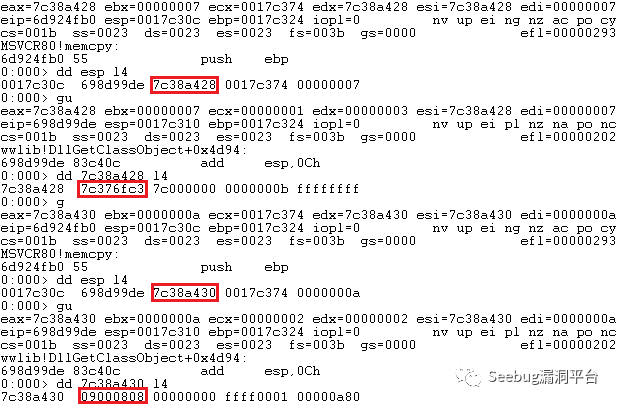 eax=7c38a428 ebx=00000007 ecx=0017c374 edx=7c38a428 esi=7c38a428 edi=00000007
eip=6d924fb0 esp=0017c30c ebp=0017c324 iopl=0 nv up ei ng nz ac po cy
cs=001b ss=0023 ds=0023 es=0023 fs=003b gs=0000 efl=00000293
MSVCR80!memcpy:
6d924fb0 55 push ebp
0:000> dd esp l4
0017c30c 698d99de 7c38a428 0017c374 00000007
0:000> gu
eax=7c38a428 ebx=00000007 ecx=00000001 edx=00000003 esi=7c38a428 edi=00000007
eip=698d99de esp=0017c310 ebp=0017c324 iopl=0 nv up ei pl nz na po nc
cs=001b ss=0023 ds=0023 es=0023 fs=003b gs=0000 efl=00000202
wwlib!DllGetClassObject+0x4d94:
698d99de 83c40c add esp,0Ch
0:000> dd 7c38a428 l4
7c38a428 7c376fc3 7c000000 0000000b ffffffff
0:000> g
eax=7c38a430 ebx=0000000a ecx=0017c374 edx=7c38a430 esi=7c38a430 edi=0000000a
eip=6d924fb0 esp=0017c30c ebp=0017c324 iopl=0 nv up ei ng nz ac po cy
cs=001b ss=0023 ds=0023 es=0023 fs=003b gs=0000 efl=00000293
MSVCR80!memcpy:
6d924fb0 55 push ebp
0:000> dd esp l4
0017c30c 698d99de 7c38a430 0017c374 0000000a
0:000> gu
eax=7c38a430 ebx=0000000a ecx=00000002 edx=00000002 esi=7c38a430 edi=0000000a
eip=698d99de esp=0017c310 ebp=0017c324 iopl=0 nv up ei pl nz na po nc
cs=001b ss=0023 ds=0023 es=0023 fs=003b gs=0000 efl=00000202
wwlib!DllGetClassObject+0x4d94:
698d99de 83c40c add esp,0Ch
0:000> dd 7c38a430 l4
7c38a430 09000808 00000000 ffff0001 00000a80
Seebug漏洞平台